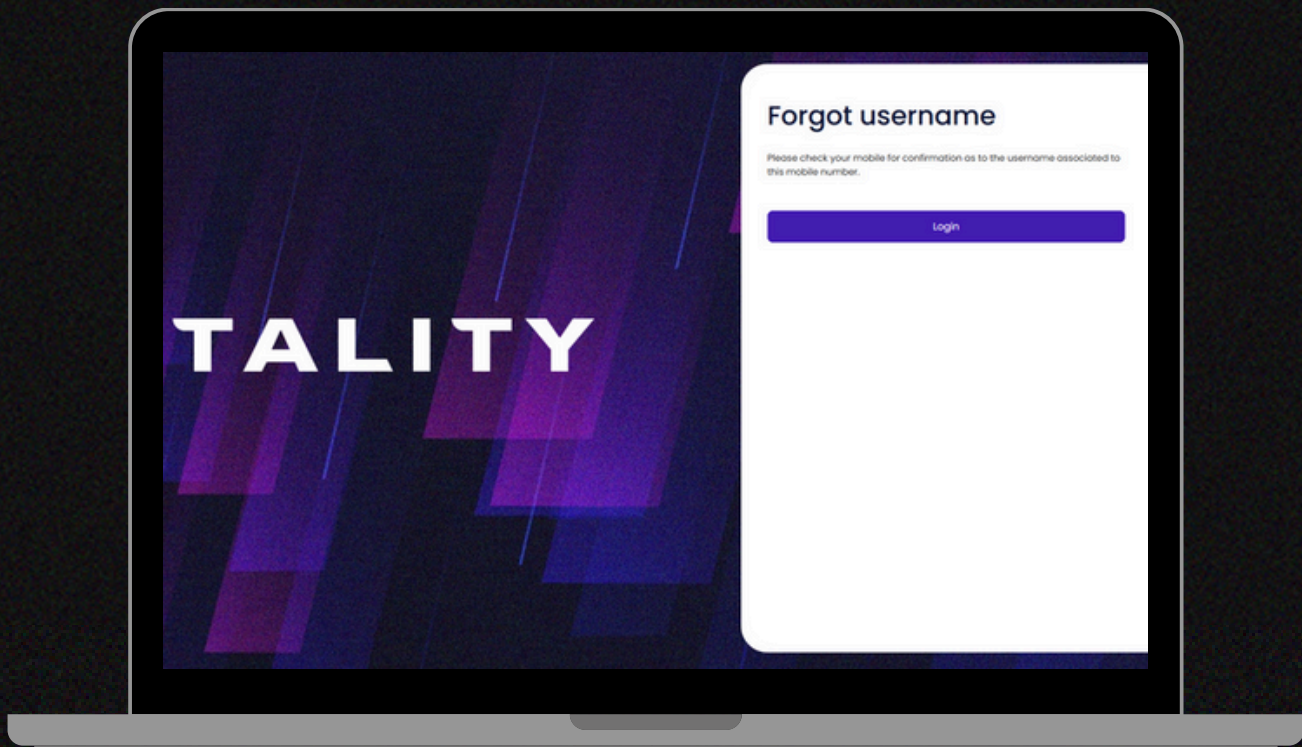 Forgot username
Please check your mobile for confirmation as to the username associated to
this mobile number.
Login
TALITY